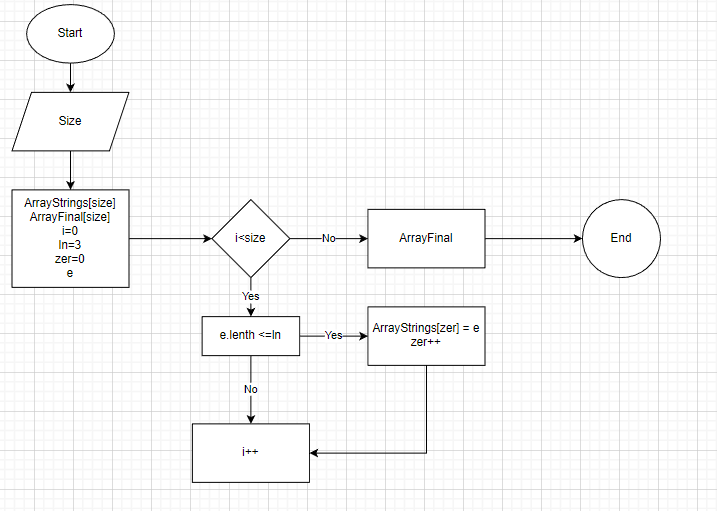 Start
Size
ArrayStrings[size]
ArrayFinal[size]
i=0
ln=3
zer=0
e
i<size
No
ArrayFinal
End
Yes
e.lenth <=ln
Yes
ArrayStrings[zer] = e
zer++
No
i++